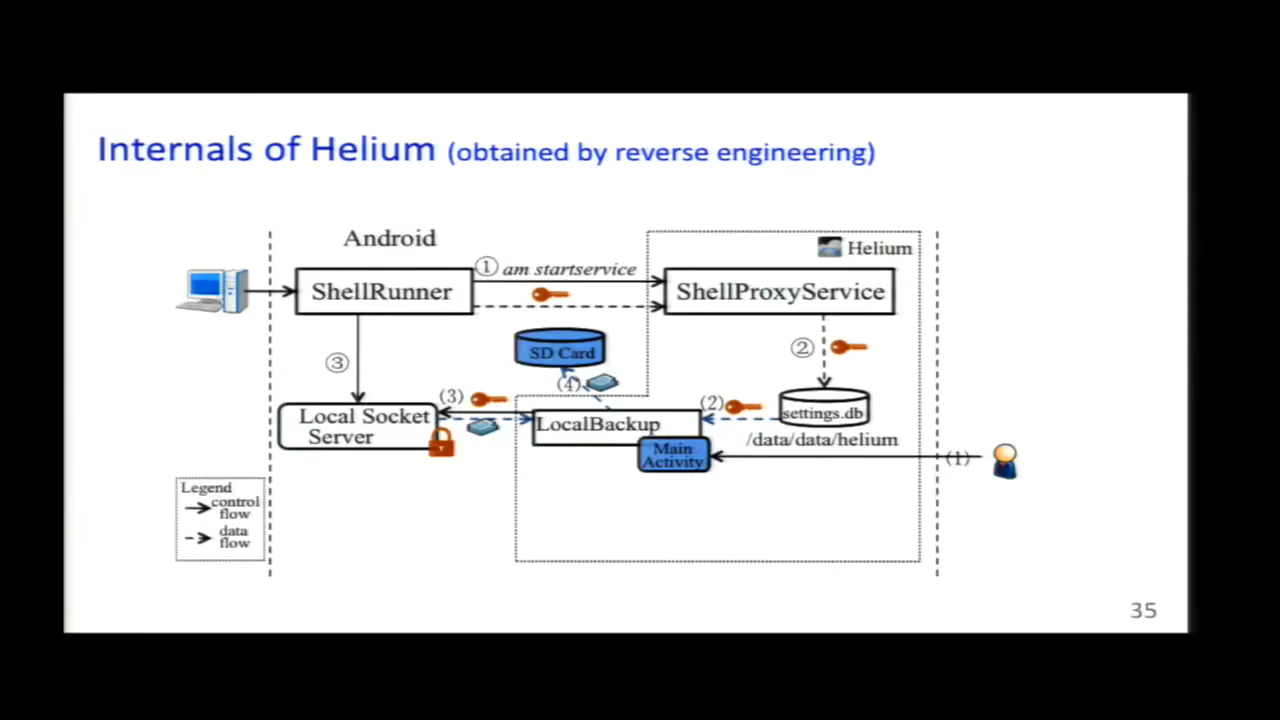 Internals of Helium (obtained by reverse engineering)
Android
Helium
① am startservice
ShellRunner
ShellProxyService
②
③
SD Card
(4)
(3)
(2)
settings.db
Local Socket
Server
LocalBackup
/data/data/helium
Main
Activity
(1)
Legend
control
flow
data
flow
35